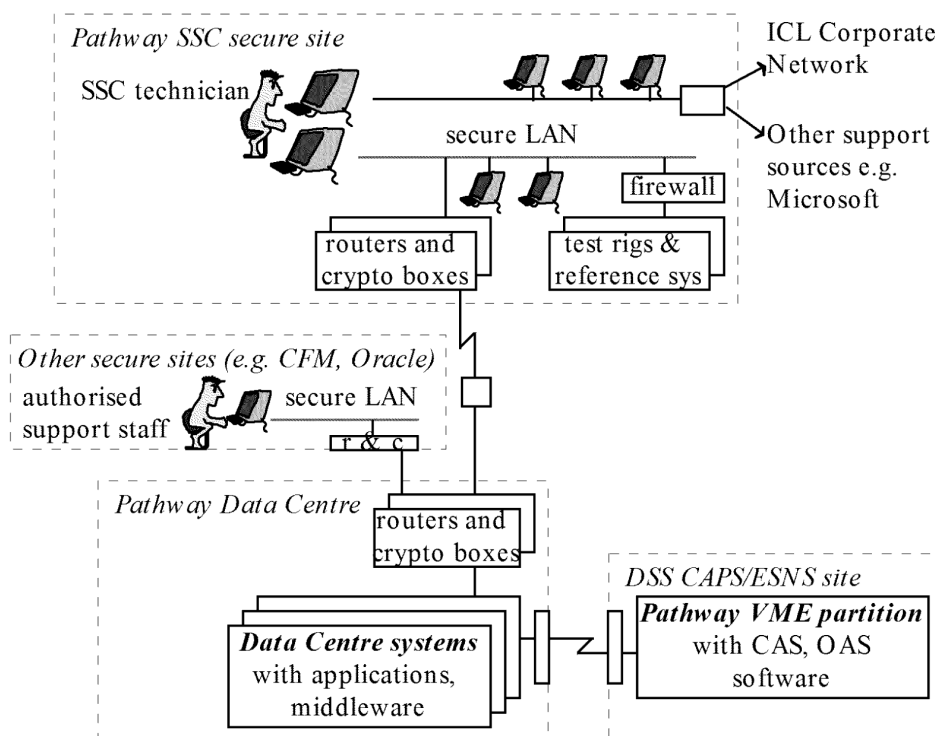 Pathway SSC secure site
SSC technician
ICL Corporate
Network
secure LAN
Other support
sources e.g.
Microsoft
firewall
routers and
crypto boxes
test rigs &
reference sys
Other secure sites (e.g. CFM, Oracle)
authorised
support staff
secure LAN
r & c
Pathway Data Centre
routers and
crypto boxes
DSS CAPS/ESNS site
Data Centre systems
with applications,
middleware
Pathway VME partition
with CAS, OAS
software